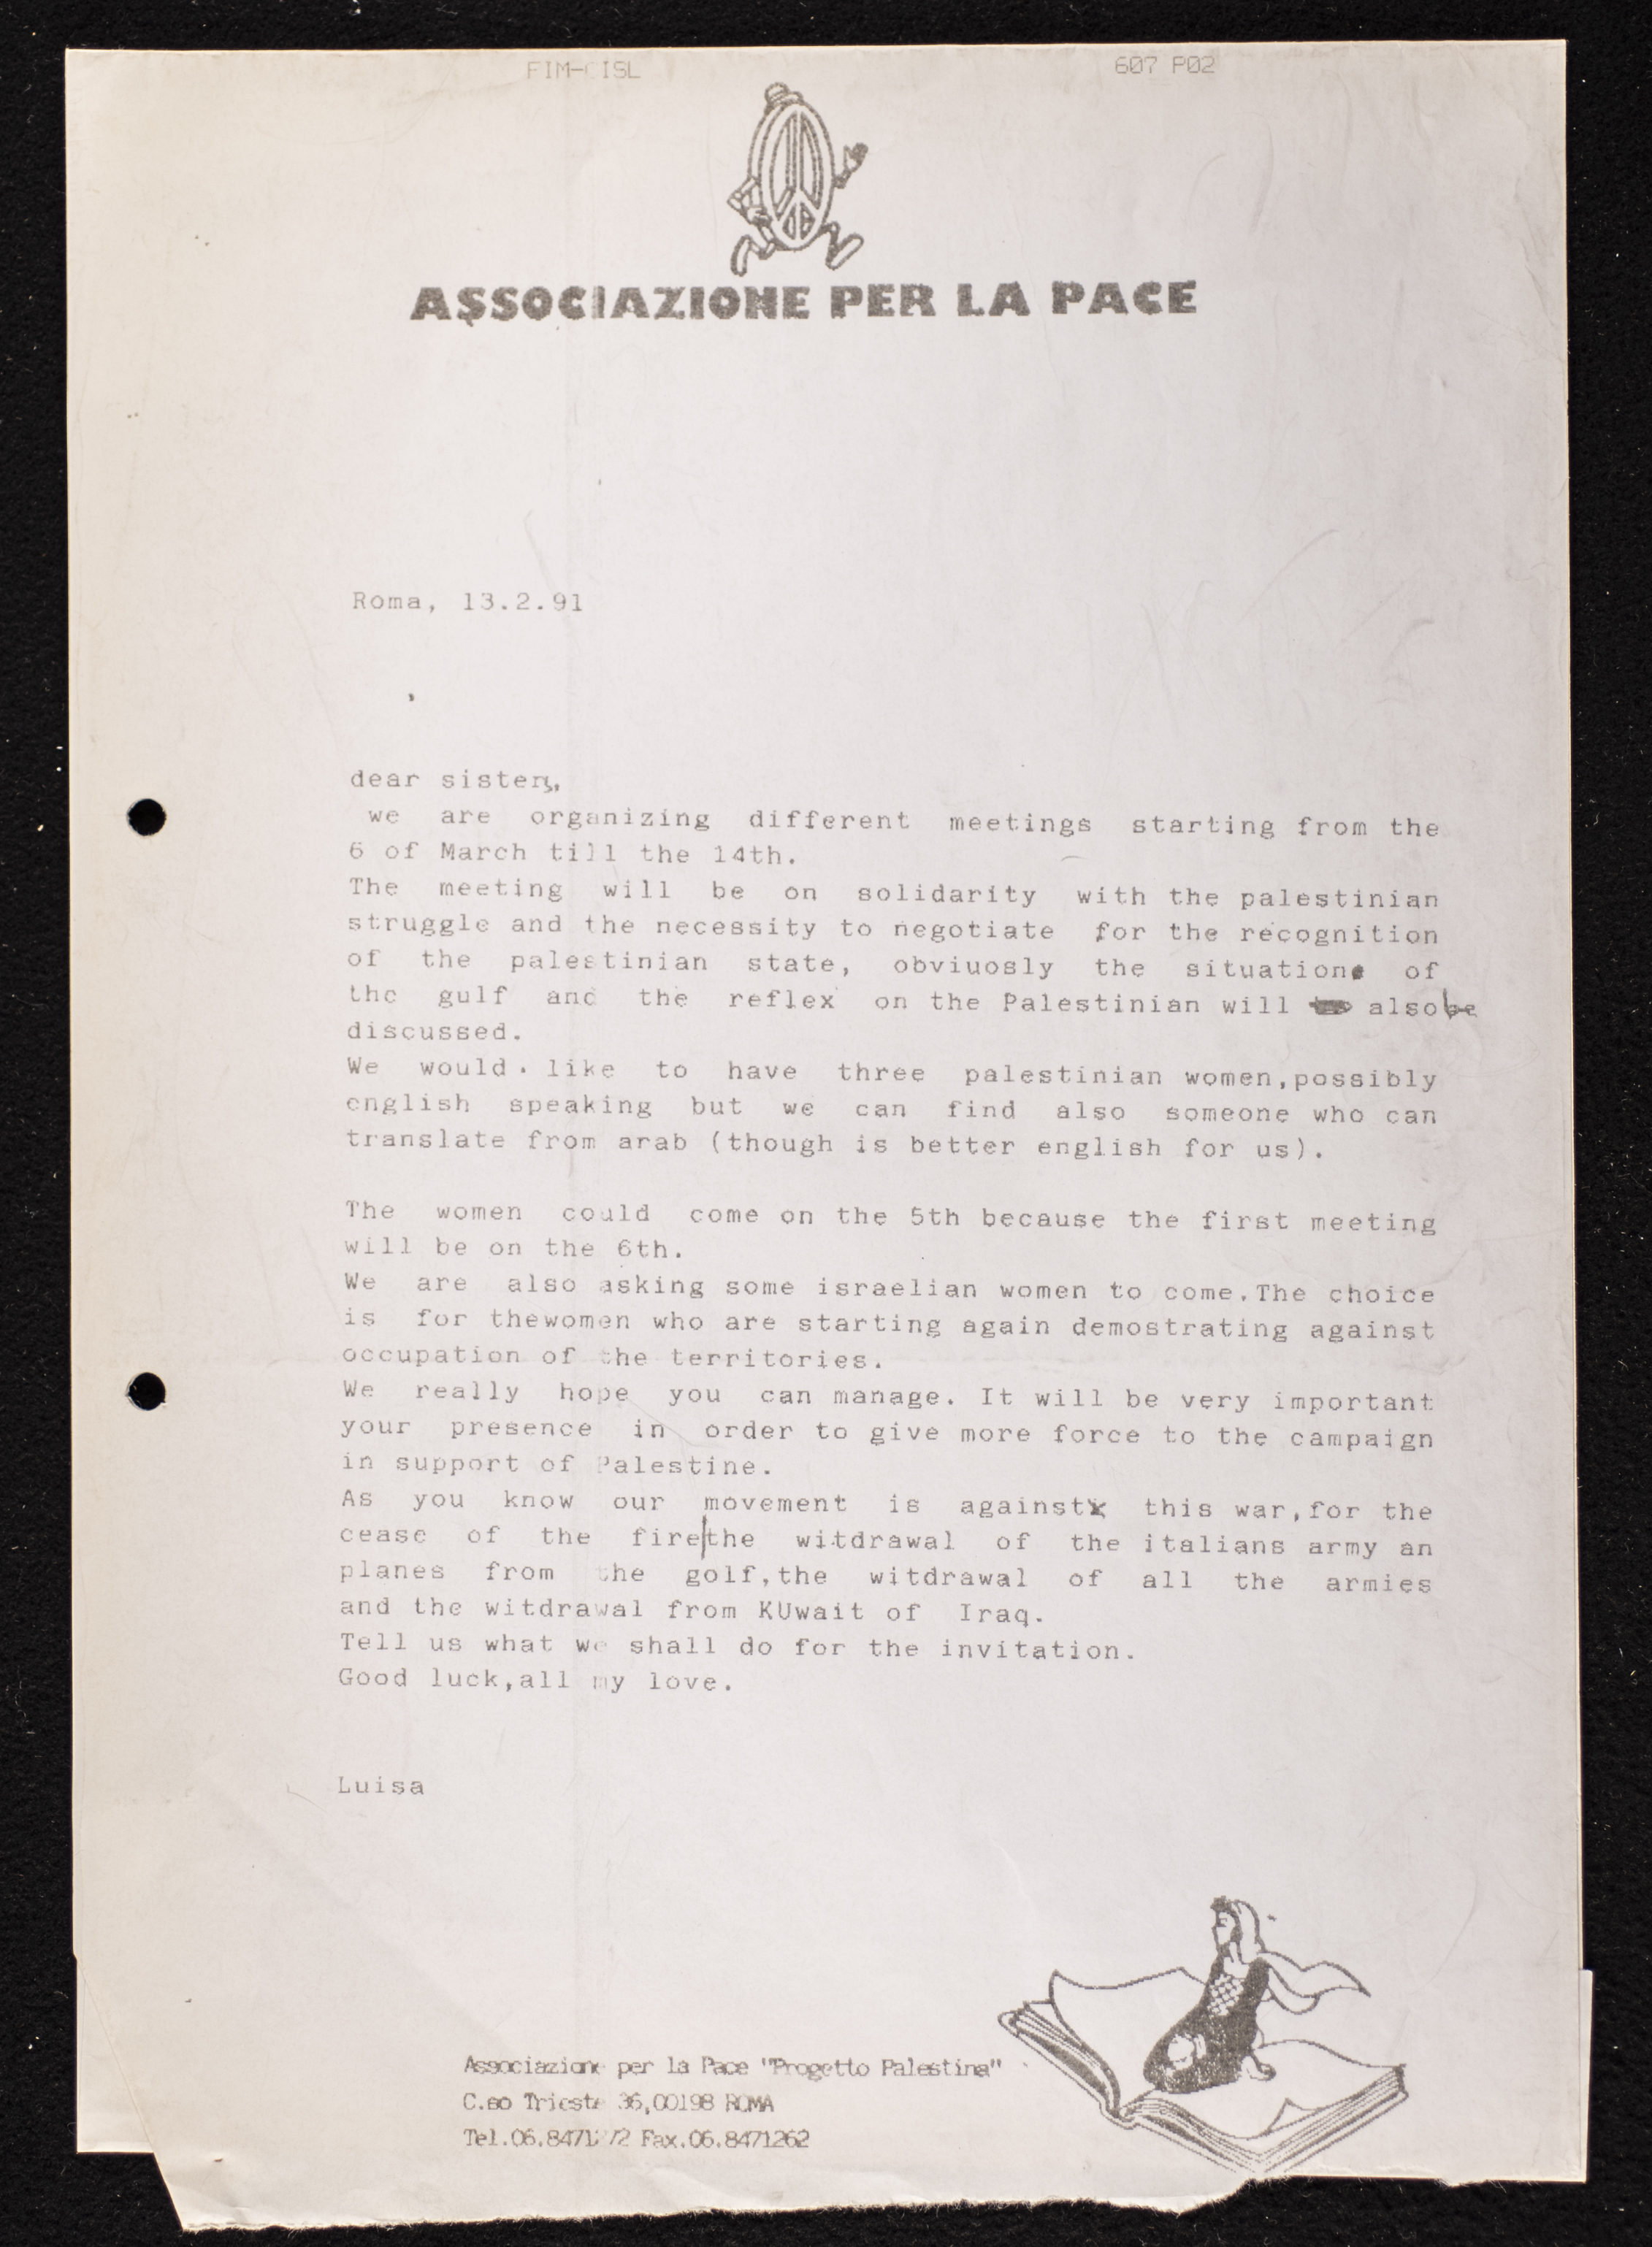 FIM-CISL 607 P02
ASSOCIAZIONE PER LA PACE
Roma, 13.2.91
dear sisters,
we are organizing different meetings starting from the
6 of March till the 14th.
The meeting will be on solidarity with the palestinian
struggle and the necessity to negotiate for the recognition
of the palestinian state, obviuosly the situation of
the gulf and the reflex on the Palestinian will also be
discussed.
We would like to have three palestinian women,possibly
english speaking but we can find also someone who can
translate from arab (though is better english for us).
The women could come on the 5th because the first meeting
will be on the 6th.
We are also asking some israelian women to come.The choice
is for thewomen who are starting again demostrating against
occupation of the territories.
We really hope you can manage. It will be very important
your presence in order to give more force to the campaign
in support of Palestine.
As you know our movement is against this war,for the
cease of the fire the witdrawal of the italians army an
planes from the golf,the witdrawal of all the armies
and the witdrawal from KUwait of Iraq.
Tell us what we shall do for the invitation.
Good luck,all my love.
Luisa
Associazione per la Pace "Progetto Palestina"
C.so Trieste 36,00198 ROMA
Tel.06. Fax.06.8471262